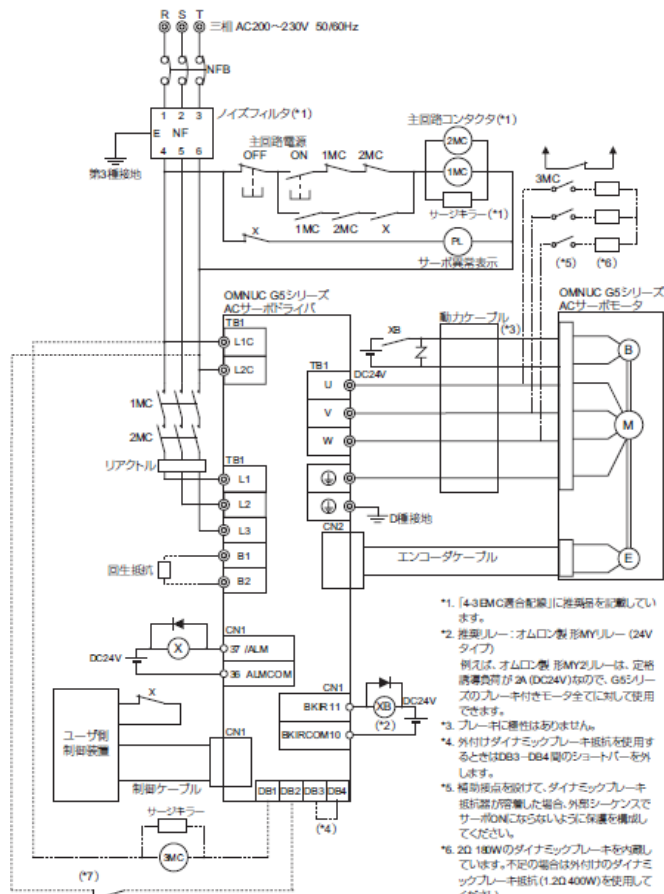 R S T
三相 AC200～230V 50/60Hz
NFB
1 2 3
ノイズフィルタ(*1)
E NF
4 5 6
第3種接地
主回路電源
OFF ON 1MC 2MC
主回路コンタクタ(*1)
2MC
1MC
サージキラー(*1)
1MC 2MC X
X
PL
サーボ異常表示
3MC
(*5) (*6)
OMNUC G5シリーズ
ACサーボドライバ
OMNUC G5シリーズ
ACサーボモータ
TB1
L1C
L2C
XB
動力ケーブル
(*3)
DC24V
B
TB1
U
V
W
M
1MC
2MC
リアクトル
TB1
L1
L2
L3
B1
B2
回生抵抗
D種接地
CN2
エンコーダケーブル
E
CN1
X
DC24V
37 /ALM
36 ALMCOM
X
ユーザ側
制御装置
CN1
制御ケーブル
CN1
BKIR 11
BKIRCOM 10
XB
(*2)
DC24V
DB1 DB2 DB3 DB4
(*4)
サージキラー
3MC
(*7)
*1. 「4-3 EMC適合配線」に推奨品を記載しています。
*2. 推奨リレー：オムロン製 形MYリレー (24Vタイプ)
例えば、オムロン製 形MY2リレーは、定格
誘導負荷が 2A (DC24V)なので、G5シリー
ズのブレーキ付きモータ全てに対して使用
できます。
*3. ブレーキに極性はありません。
*4. 外付けダイナミックブレーキ抵抗を使用す
るときはDB3－DB4 間のショートバーを外
します。
*5. 補助接点を設けて、ダイナミックブレーキ
抵抗器が溶着した場合、外部シーケンスで
サーボONにならないように保護を構成し
てください。
*6. 2Ω 180Wのダイナミックブレーキを内蔵し
ています。不足の場合は外付けのダイナミ
ックブレーキ抵抗 (1.2Ω 400W)を使用して